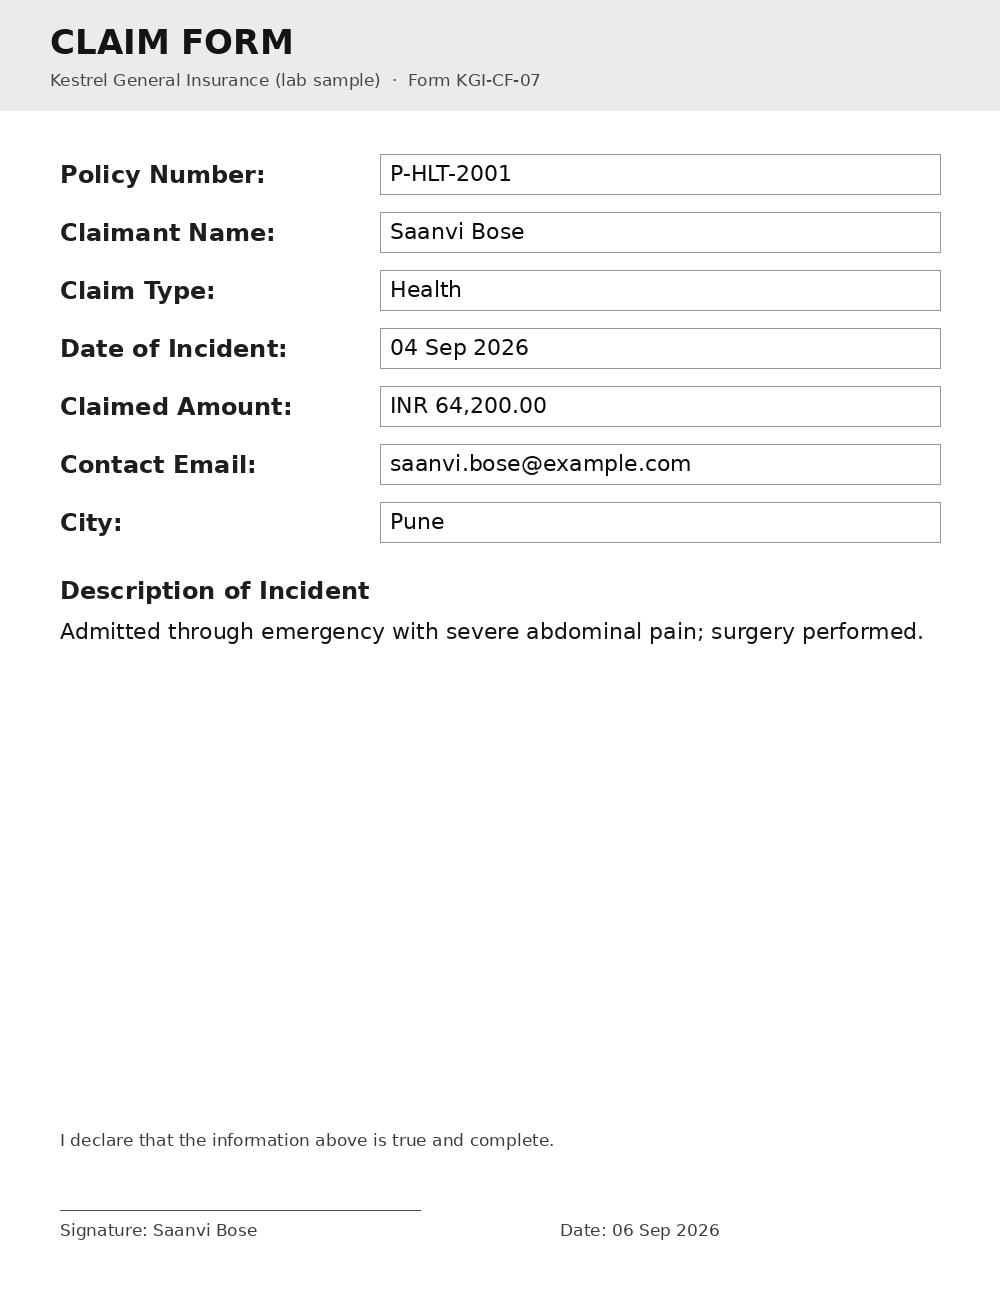 CLAIM FORM
Kestrel General Insurance (lab sample) · Form KGI-CF-07
Policy Number: P-HLT-2001
Claimant Name: Saanvi Bose
Claim Type: Health
Date of Incident: 04 Sep 2026
Claimed Amount: INR 64,200.00
Contact Email: saanvi.bose@example.com
City: Pune
Description of Incident
Admitted through emergency with severe abdominal pain; surgery performed.
I declare that the information above is true and complete.
Signature: Saanvi Bose Date: 06 Sep 2026